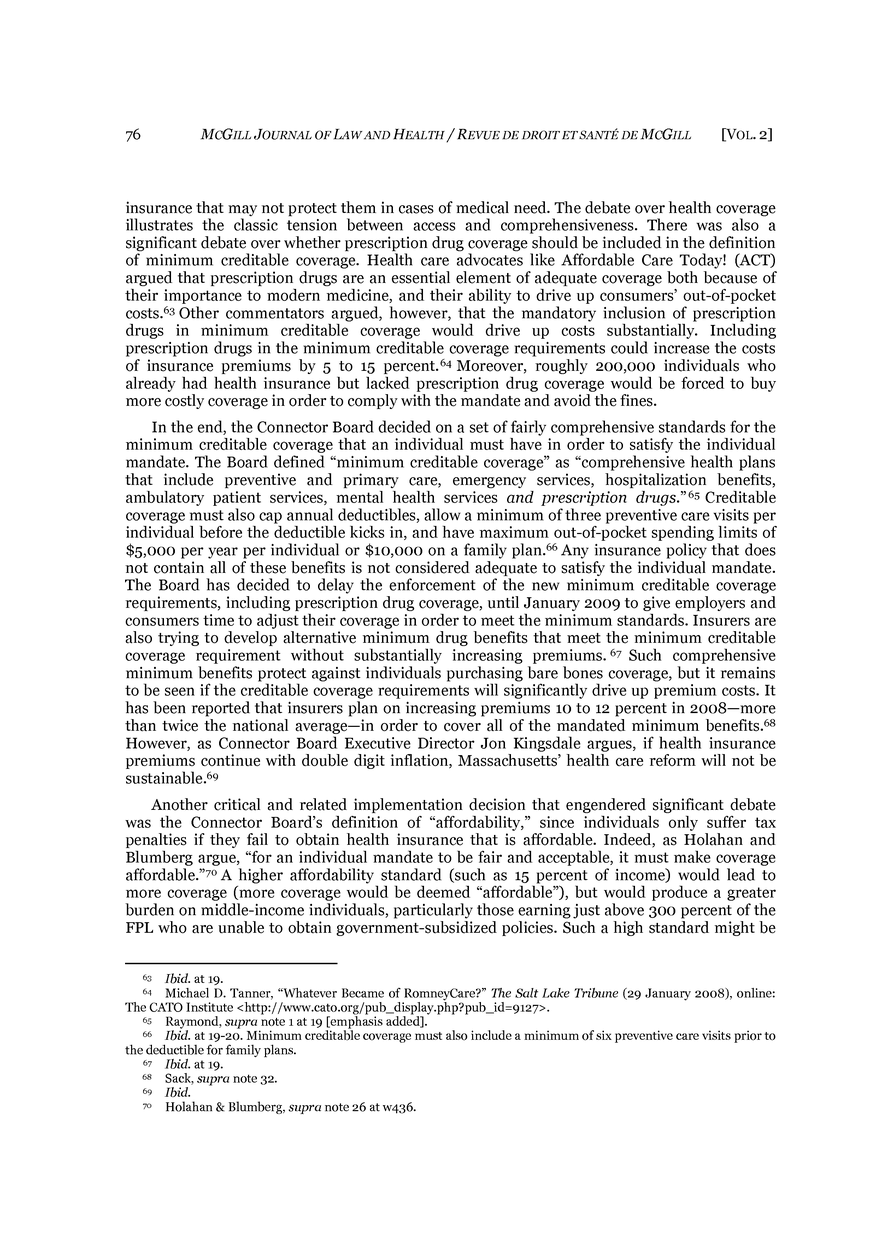 76 MCGILL JOURNAL OF LAW AND HEALTH / REVUE DE DROIT ET SANTÉ DE MCGILL [VOL. 2]
insurance that may not protect them in cases of medical need. The debate over health coverage
illustrates the classic tension between access and comprehensiveness. There was also a
significant debate over whether prescription drug coverage should be included in the definition
of minimum creditable coverage. Health care advocates like Affordable Care Today! (ACT)
argued that prescription drugs are an essential element of adequate coverage both because of
their importance to modern medicine, and their ability to drive up consumers’ out-of-pocket
costs.63 Other commentators argued, however, that the mandatory inclusion of prescription
drugs in minimum creditable coverage would drive up costs substantially. Including
prescription drugs in the minimum creditable coverage requirements could increase the costs
of insurance premiums by 5 to 15 percent.64 Moreover, roughly 200,000 individuals who
already had health insurance but lacked prescription drug coverage would be forced to buy
more costly coverage in order to comply with the mandate and avoid the fines.
In the end, the Connector Board decided on a set of fairly comprehensive standards for the
minimum creditable coverage that an individual must have in order to satisfy the individual
mandate. The Board defined “minimum creditable coverage” as “comprehensive health plans
that include preventive and primary care, emergency services, hospitalization benefits,
ambulatory patient services, mental health services and prescription drugs.”65 Creditable
coverage must also cap annual deductibles, allow a minimum of three preventive care visits per
individual before the deductible kicks in, and have maximum out-of-pocket spending limits of
$5,000 per year per individual or $10,000 on a family plan.66 Any insurance policy that does
not contain all of these benefits is not considered adequate to satisfy the individual mandate.
The Board has decided to delay the enforcement of the new minimum creditable coverage
requirements, including prescription drug coverage, until January 2009 to give employers and
consumers time to adjust their coverage in order to meet the minimum standards. Insurers are
also trying to develop alternative minimum drug benefits that meet the minimum creditable
coverage requirement without substantially increasing premiums. 67 Such comprehensive
minimum benefits protect against individuals purchasing bare bones coverage, but it remains
to be seen if the creditable coverage requirements will significantly drive up premium costs. It
has been reported that insurers plan on increasing premiums 10 to 12 percent in 2008—more
than twice the national average—in order to cover all of the mandated minimum benefits.68
However, as Connector Board Executive Director Jon Kingsdale argues, if health insurance
premiums continue with double digit inflation, Massachusetts’ health care reform will not be
sustainable.69
Another critical and related implementation decision that engendered significant debate
was the Connector Board’s definition of “affordability,” since individuals only suffer tax
penalties if they fail to obtain health insurance that is affordable. Indeed, as Holahan and
Blumberg argue, “for an individual mandate to be fair and acceptable, it must make coverage
affordable.”70 A higher affordability standard (such as 15 percent of income) would lead to
more coverage (more coverage would be deemed “affordable”), but would produce a greater
burden on middle-income individuals, particularly those earning just above 300 percent of the
FPL who are unable to obtain government-subsidized policies. Such a high standard might be
63 Ibid. at 19.
64 Michael D. Tanner, “Whatever Became of RomneyCare?” The Salt Lake Tribune (29 January 2008), online:
The CATO Institute <http://www.cato.org/pub_display.php?pub_id=9127>.
65 Raymond, supra note 1 at 19 [emphasis added].
66 Ibid. at 19-20. Minimum creditable coverage must also include a minimum of six preventive care visits prior to
the deductible for family plans.
67 Ibid. at 19.
68 Sack, supra note 32.
69 Ibid.
70 Holahan & Blumberg, supra note 26 at w436.